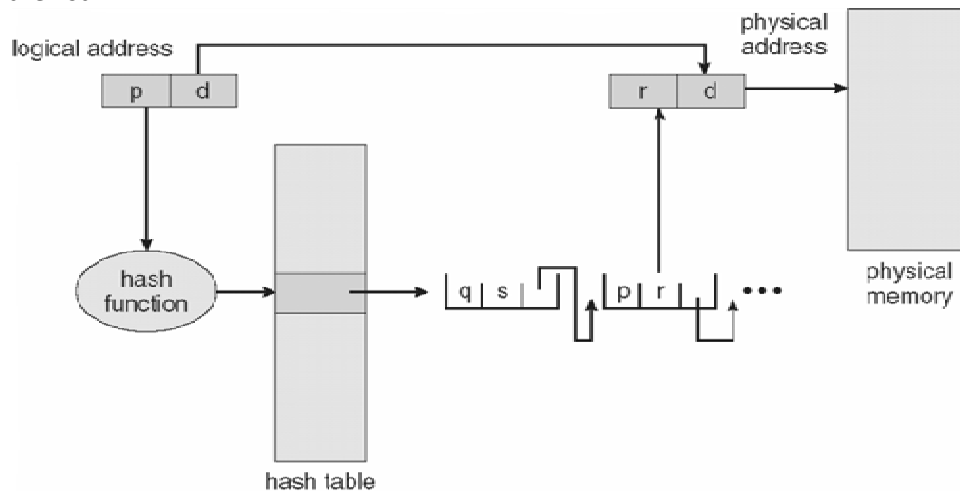 logical address
p d
hash
function
hash table
q s
p r
r d
physical
address
physical
memory